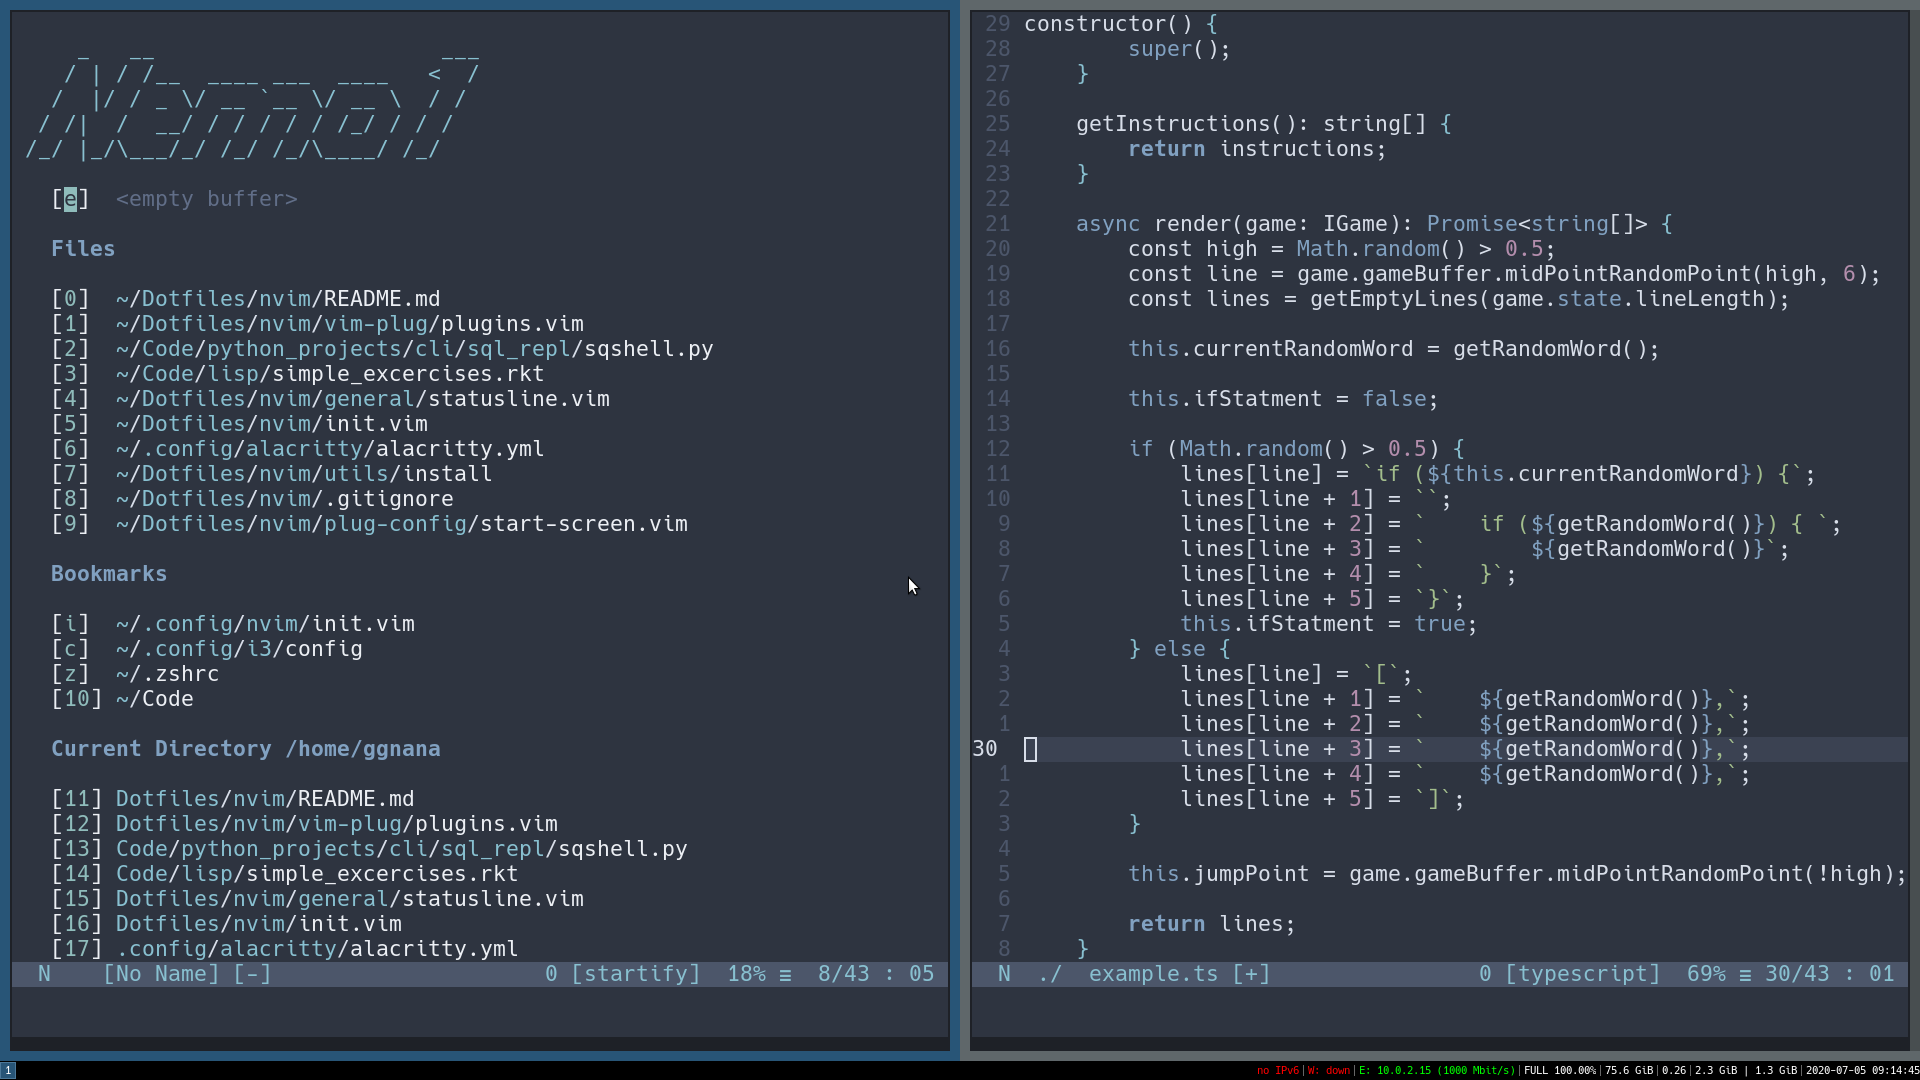 _   __                      ___
   / | / /__  ____ ___  ____   <  /
  /  |/ / _ \/ __ `__ \/ __ \  / /
 / /|  /  __/ / / / / / /_/ / / /
/_/ |_/\___/_/ /_/ /_/\____/ /_/
[e]  <empty buffer>
Files
[0]  ~/Dotfiles/nvim/README.md
[1]  ~/Dotfiles/nvim/vim-plug/plugins.vim
[2]  ~/Code/python_projects/cli/sql_repl/sqshell.py
[3]  ~/Code/lisp/simple_excercises.rkt
[4]  ~/Dotfiles/nvim/general/statusline.vim
[5]  ~/Dotfiles/nvim/init.vim
[6]  ~/.config/alacritty/alacritty.yml
[7]  ~/Dotfiles/nvim/utils/install
[8]  ~/Dotfiles/nvim/.gitignore
[9]  ~/Dotfiles/nvim/plug-config/start-screen.vim
Bookmarks
[i]  ~/.config/nvim/init.vim
[c]  ~/.config/i3/config
[z]  ~/.zshrc
[10] ~/Code
Current Directory /home/ggnana
[11] Dotfiles/nvim/README.md
[12] Dotfiles/nvim/vim-plug/plugins.vim
[13] Code/python_projects/cli/sql_repl/sqshell.py
[14] Code/lisp/simple_excercises.rkt
[15] Dotfiles/nvim/general/statusline.vim
[16] Dotfiles/nvim/init.vim
[17] .config/alacritty/alacritty.yml
N    [No Name] [-]    0 [startify]  18% ≡  8/43 : 05
29 constructor() {
28         super();
27     }
26
25     getInstructions(): string[] {
24         return instructions;
23     }
22
21     async render(game: IGame): Promise<string[]> {
20         const high = Math.random() > 0.5;
19         const line = game.gameBuffer.midPointRandomPoint(high, 6);
18         const lines = getEmptyLines(game.state.lineLength);
17
16         this.currentRandomWord = getRandomWord();
15
14         this.ifStatment = false;
13
12         if (Math.random() > 0.5) {
11             lines[line] = `if (${this.currentRandomWord}) {`;
10             lines[line + 1] = ``;
9             lines[line + 2] = `    if (${getRandomWord()}) { `;
8             lines[line + 3] = `        ${getRandomWord()}`;
7             lines[line + 4] = `    }`;
6             lines[line + 5] = `}`;
5             this.ifStatment = true;
4         } else {
3             lines[line] = `[`;
2             lines[line + 1] = `    ${getRandomWord()},`;
1             lines[line + 2] = `    ${getRandomWord()},`;
30             lines[line + 3] = `    ${getRandomWord()},`;
1             lines[line + 4] = `    ${getRandomWord()},`;
2             lines[line + 5] = `]`;
3         }
4
5         this.jumpPoint = game.gameBuffer.midPointRandomPoint(!high);
6
7         return lines;
8     }
N  ./  example.ts [+]    0 [typescript]  69% ≡ 30/43 : 01
1    no IPv6|W: down|E: 10.0.2.15 (1000 Mbit/s)|FULL 100.00%|75.6 GiB|0.26|2.3 GiB | 1.3 GiB|2020-07-05 09:14:45